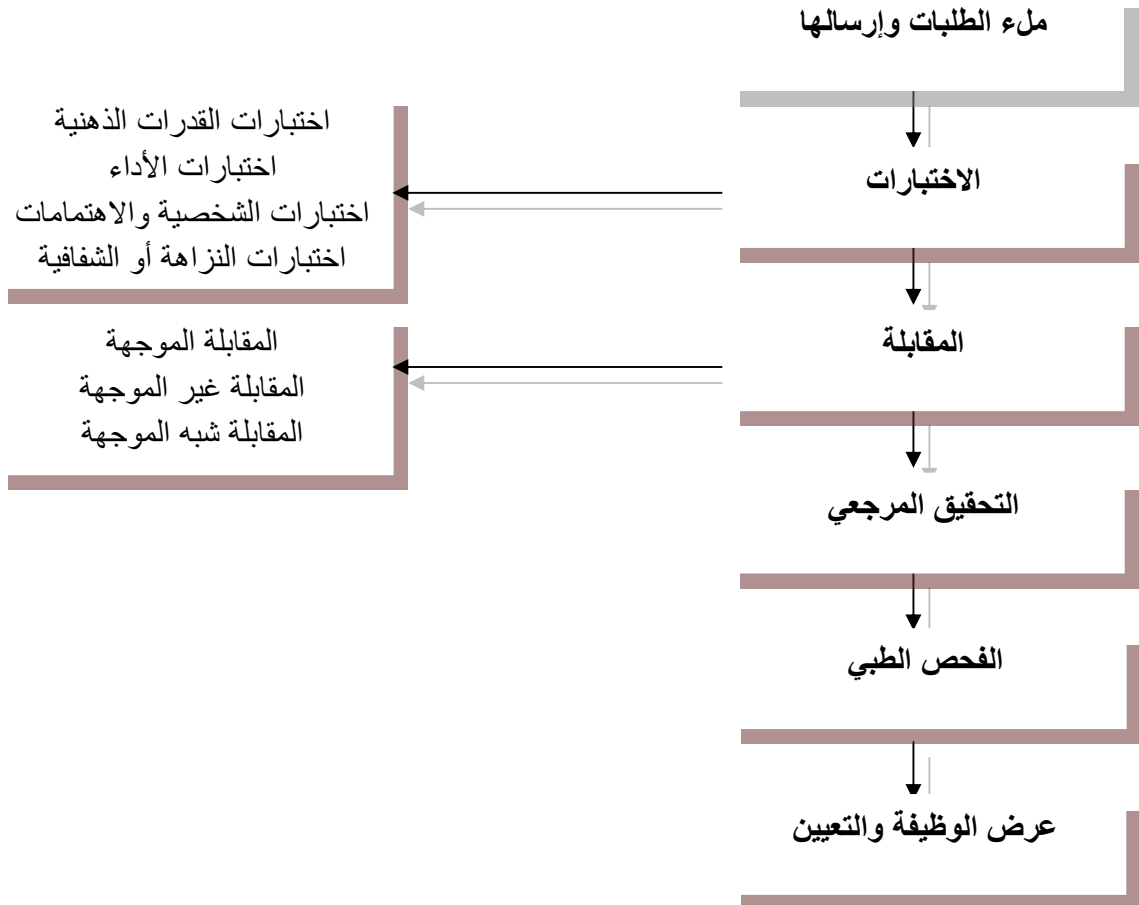 ملء الطلبات وإرسالها
الاختبارات
اختبارات القدرات الذهنية
اختبارات الأداء
اختبارات الشخصية والاهتمامات
اختبارات النزاهة أو الشفافية
المقابلة
المقابلة الموجهة
المقابلة غير الموجهة
المقابلة شبه الموجهة
التحقيق المرجعي
الفحص الطبي
عرض الوظيفة والتعيين